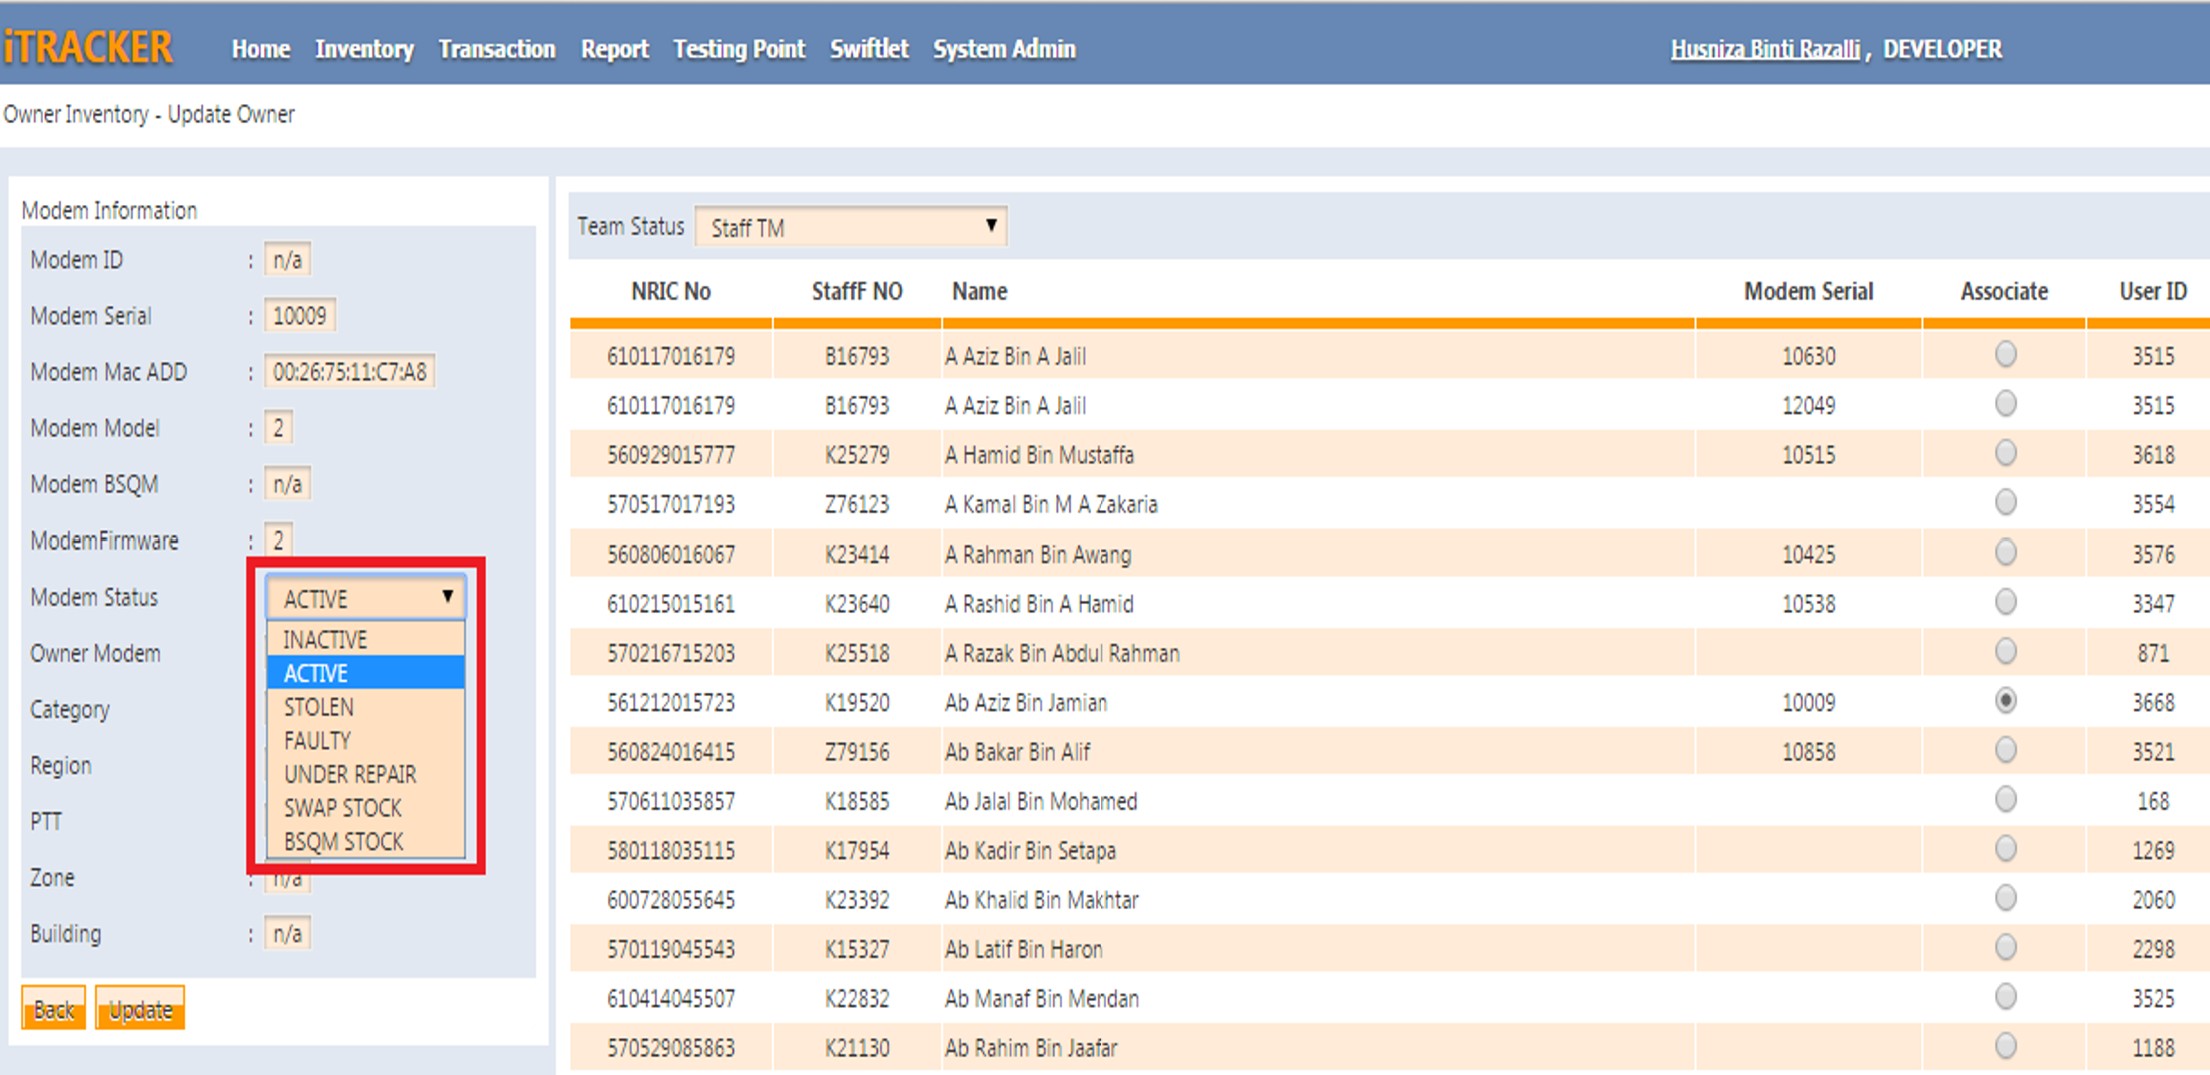 iTRACKER Home Inventory Transaction Report Testing Point Swiftlet System Admin Husniza Binti Razalli , DEVELOPER
Owner Inventory - Update Owner
Modem Information
Modem ID : n/a
Modem Serial : 10009
Modem Mac ADD : 00:26:75:11:C7:A8
Modem Model : 2
Modem BSQM : n/a
ModemFirmware : 2
Modem Status ACTIVE
INACTIVE
ACTIVE
STOLEN
FAULTY
UNDER REPAIR
SWAP STOCK
BSQM STOCK
Owner Modem
Category
Region
PTT
Zone : n/a
Building : n/a
Back Update
Team Status Staff TM
NRIC No StaffF NO Name Modem Serial Associate User ID
610117016179 B16793 A Aziz Bin A Jalil 10630 3515
610117016179 B16793 A Aziz Bin A Jalil 12049 3515
560929015777 K25279 A Hamid Bin Mustaffa 10515 3618
570517017193 Z76123 A Kamal Bin M A Zakaria 3554
560806016067 K23414 A Rahman Bin Awang 10425 3576
610215015161 K23640 A Rashid Bin A Hamid 10538 3347
570216715203 K25518 A Razak Bin Abdul Rahman 871
561212015723 K19520 Ab Aziz Bin Jamian 10009 3668
560824016415 Z79156 Ab Bakar Bin Alif 10858 3521
570611035857 K18585 Ab Jalal Bin Mohamed 168
580118035115 K17954 Ab Kadir Bin Setapa 1269
600728055645 K23392 Ab Khalid Bin Makhtar 2060
570119045543 K15327 Ab Latif Bin Haron 2298
610414045507 K22832 Ab Manaf Bin Mendan 3525
570529085863 K21130 Ab Rahim Bin Jaafar 1188